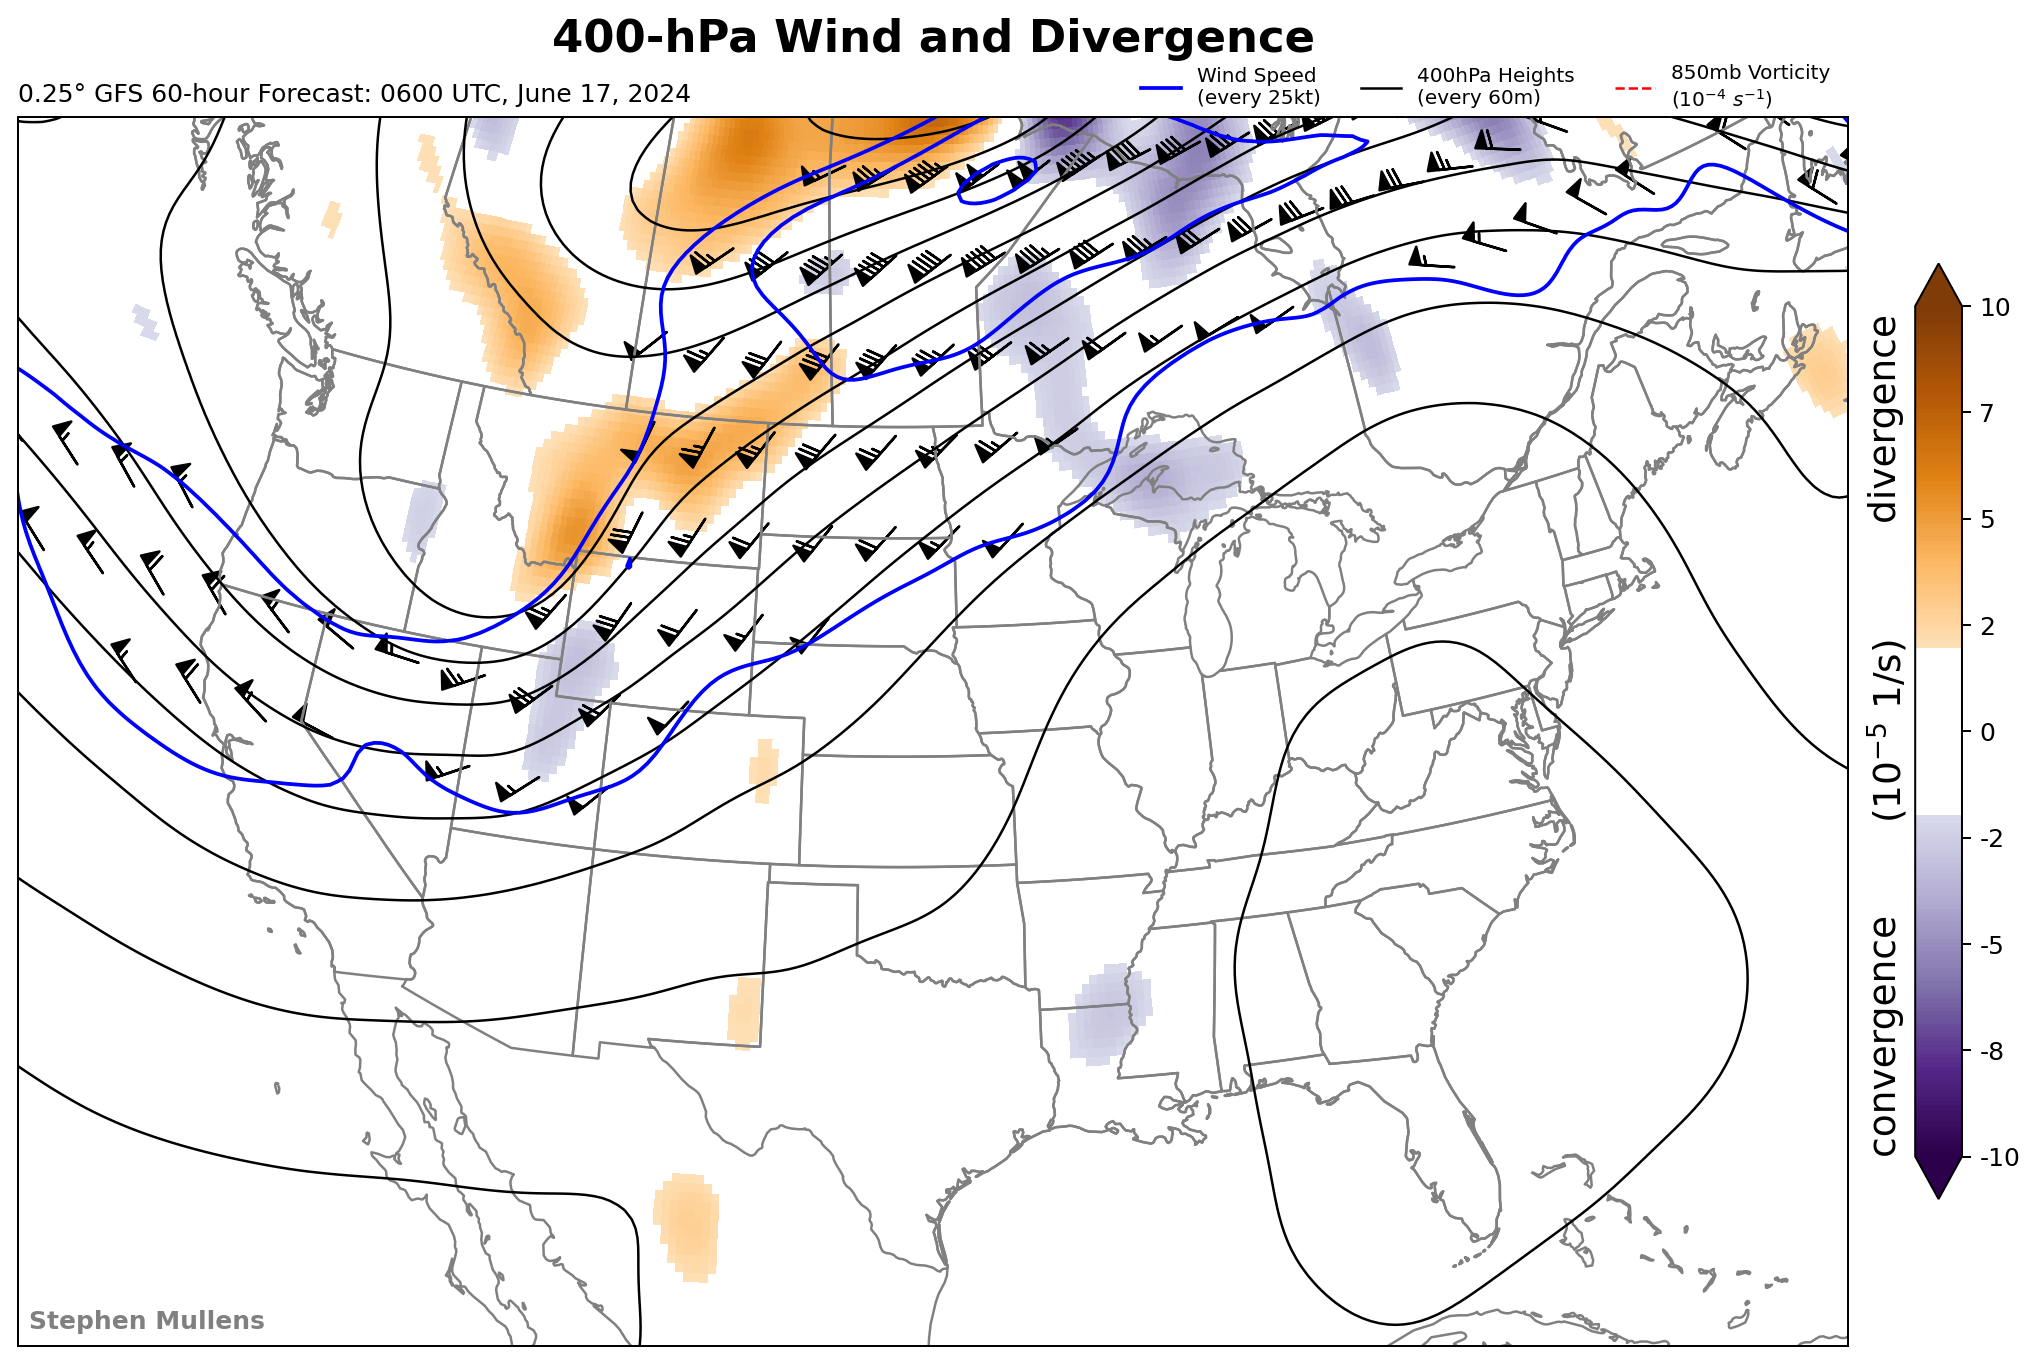 400-hPa Wind and Divergence
0.25° GFS 60-hour Forecast: 0600 UTC, June 17, 2024
Wind Speed
(every 25kt)
400hPa Heights
(every 60m)
850mb Vorticity
(10⁻⁴ s⁻¹)
10
7
5
2
0
-2
-5
-8
-10
convergence (10⁻⁵ 1/s) divergence
Stephen Mullens